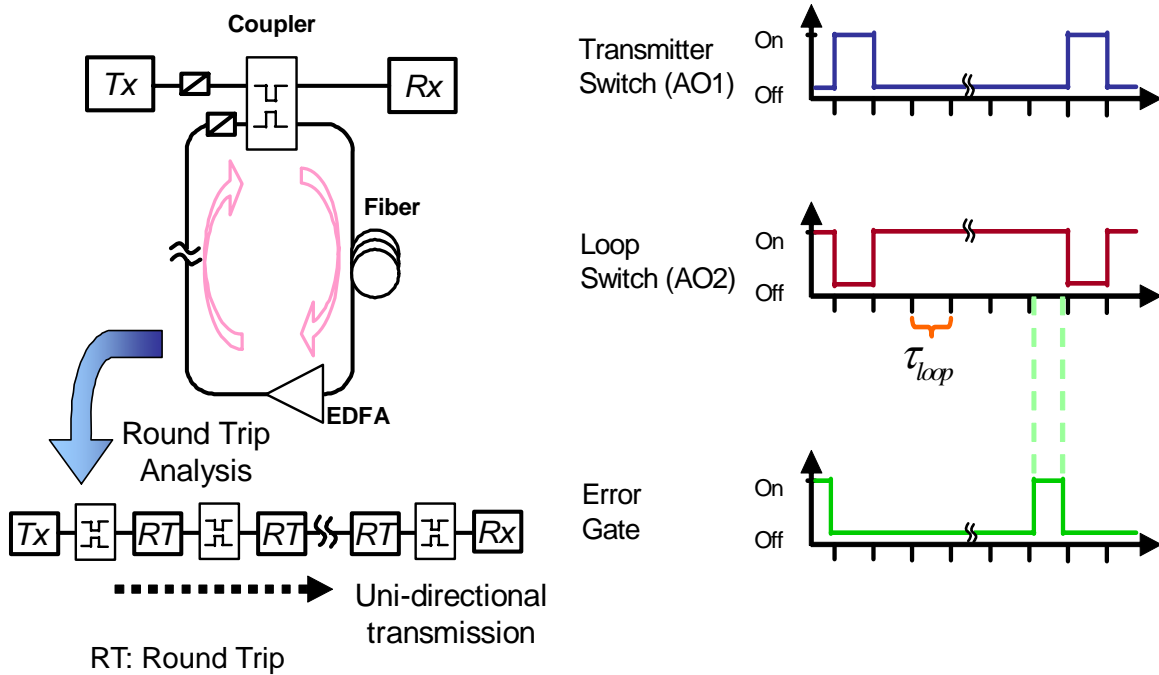 Coupler
Tx
Rx
Fiber
EDFA
Round Trip
Analysis
Tx
RT
RT
RT
Rx
Uni-directional
transmission
RT: Round Trip
Transmitter
Switch (AO1)
On
Off
Loop
Switch (AO2)
On
Off
τloop
Error
Gate
On
Off